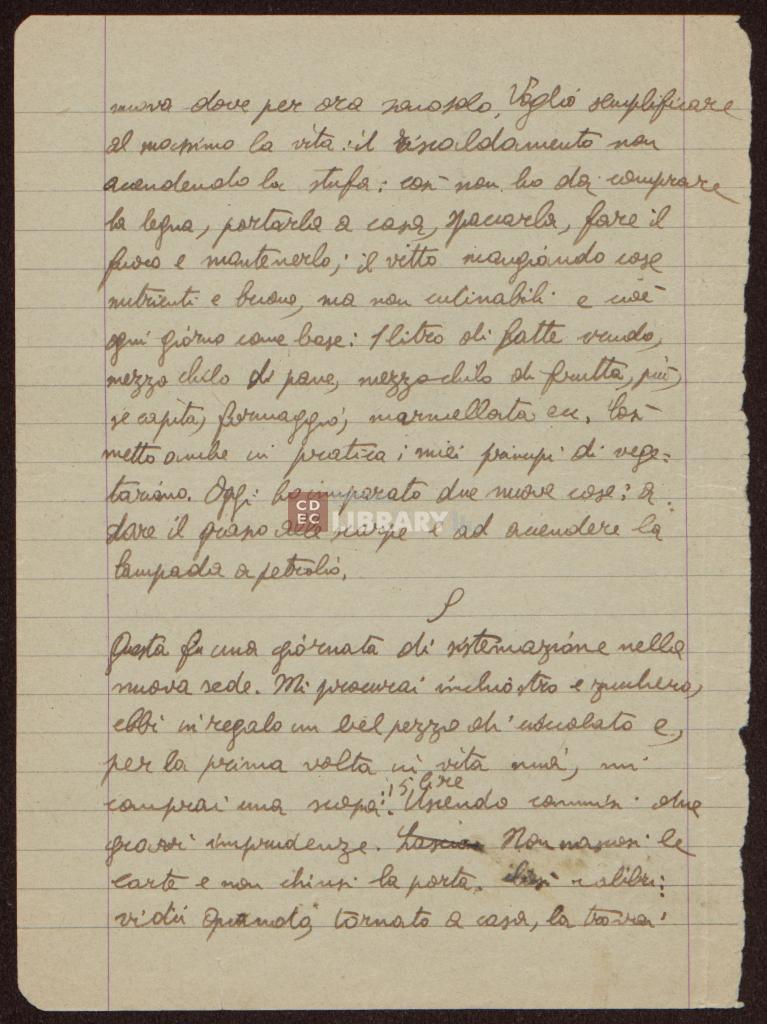 nuova dove per ora sono solo. Voglio semplificare
al massimo la vita: il riscaldamento non
accendendo la stufa: così non ho da comprare
la legna, portarla a casa, spaccarla, fare il
fuoco e mantenerlo; il vitto mangiando cose
nutrienti e buone, ma non culinabili e cioè
ogni giorno come base: 1 litro di latte crudo,
mezzo chilo di pane, mezzo chilo di frutta, più,
se capita, formaggio, marmellata ecc. Così
metto anche in pratica i miei principi di vege-
tariano. Oggi ho imparato due nuove cose: a
dare il grasso alle scarpe e ad accendere la
lampada a petrolio.
CDEC LIBRARY
Questa fu una giornata di sistemazione nella
nuova sede. Mi procurai inchiostro e zucchero,
ebbi in regalo un bel pezzo di cioccolato e,
per la prima volta in vita mia, mi
comprai una scopa: 15 lire. Uscendo commisi due
grossi imprudenze. Non nascosi le
carte e non chiusi la porta.
quando, tornato a casa, la trovai